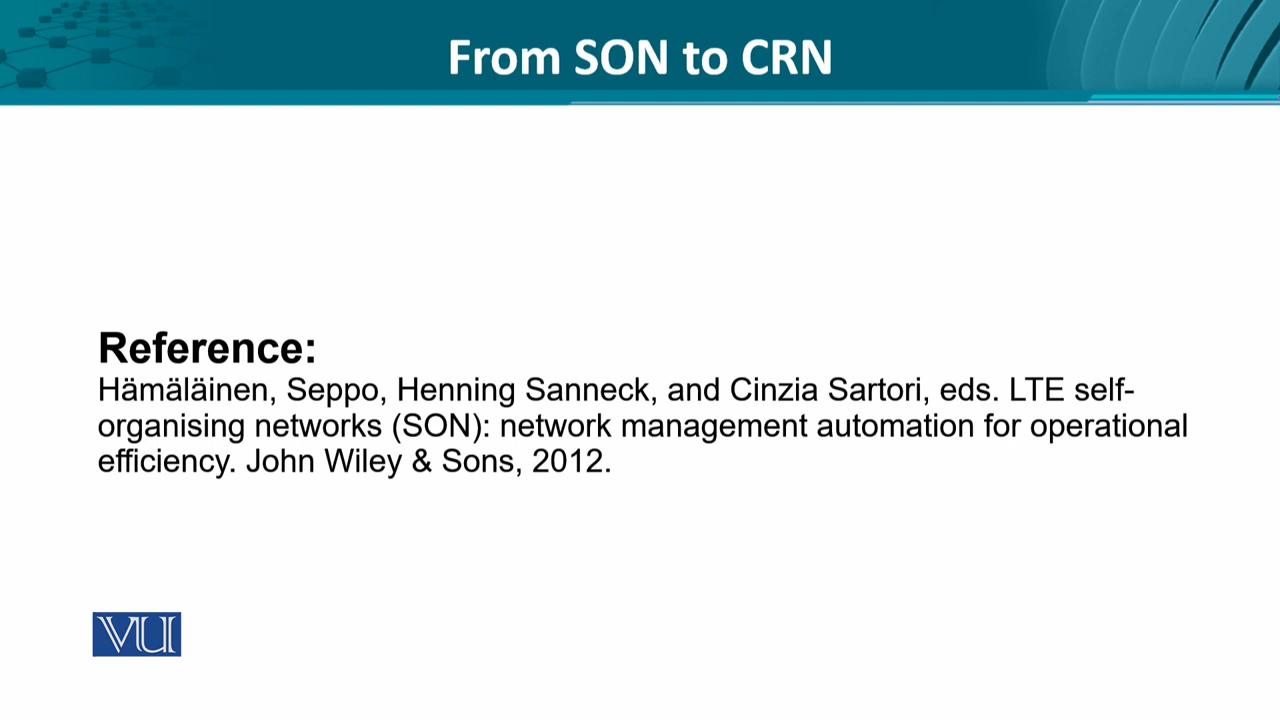 From SON to CRN
Reference:
Hämäläinen, Seppo, Henning Sanneck, and Cinzia Sartori, eds. LTE self-
organising networks (SON): network management automation for operational
efficiency. John Wiley & Sons, 2012.
VU